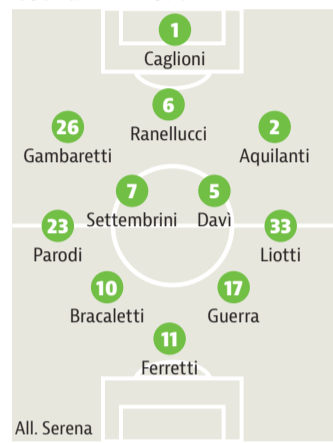 1
Caglioni
6
Ranellucci
26
Gambaretti
2
Aquilanti
7
Settembrini
5
Davì
23
Parodi
33
Liotti
10
Bracaletti
17
Guerra
11
Ferretti
All. Serena